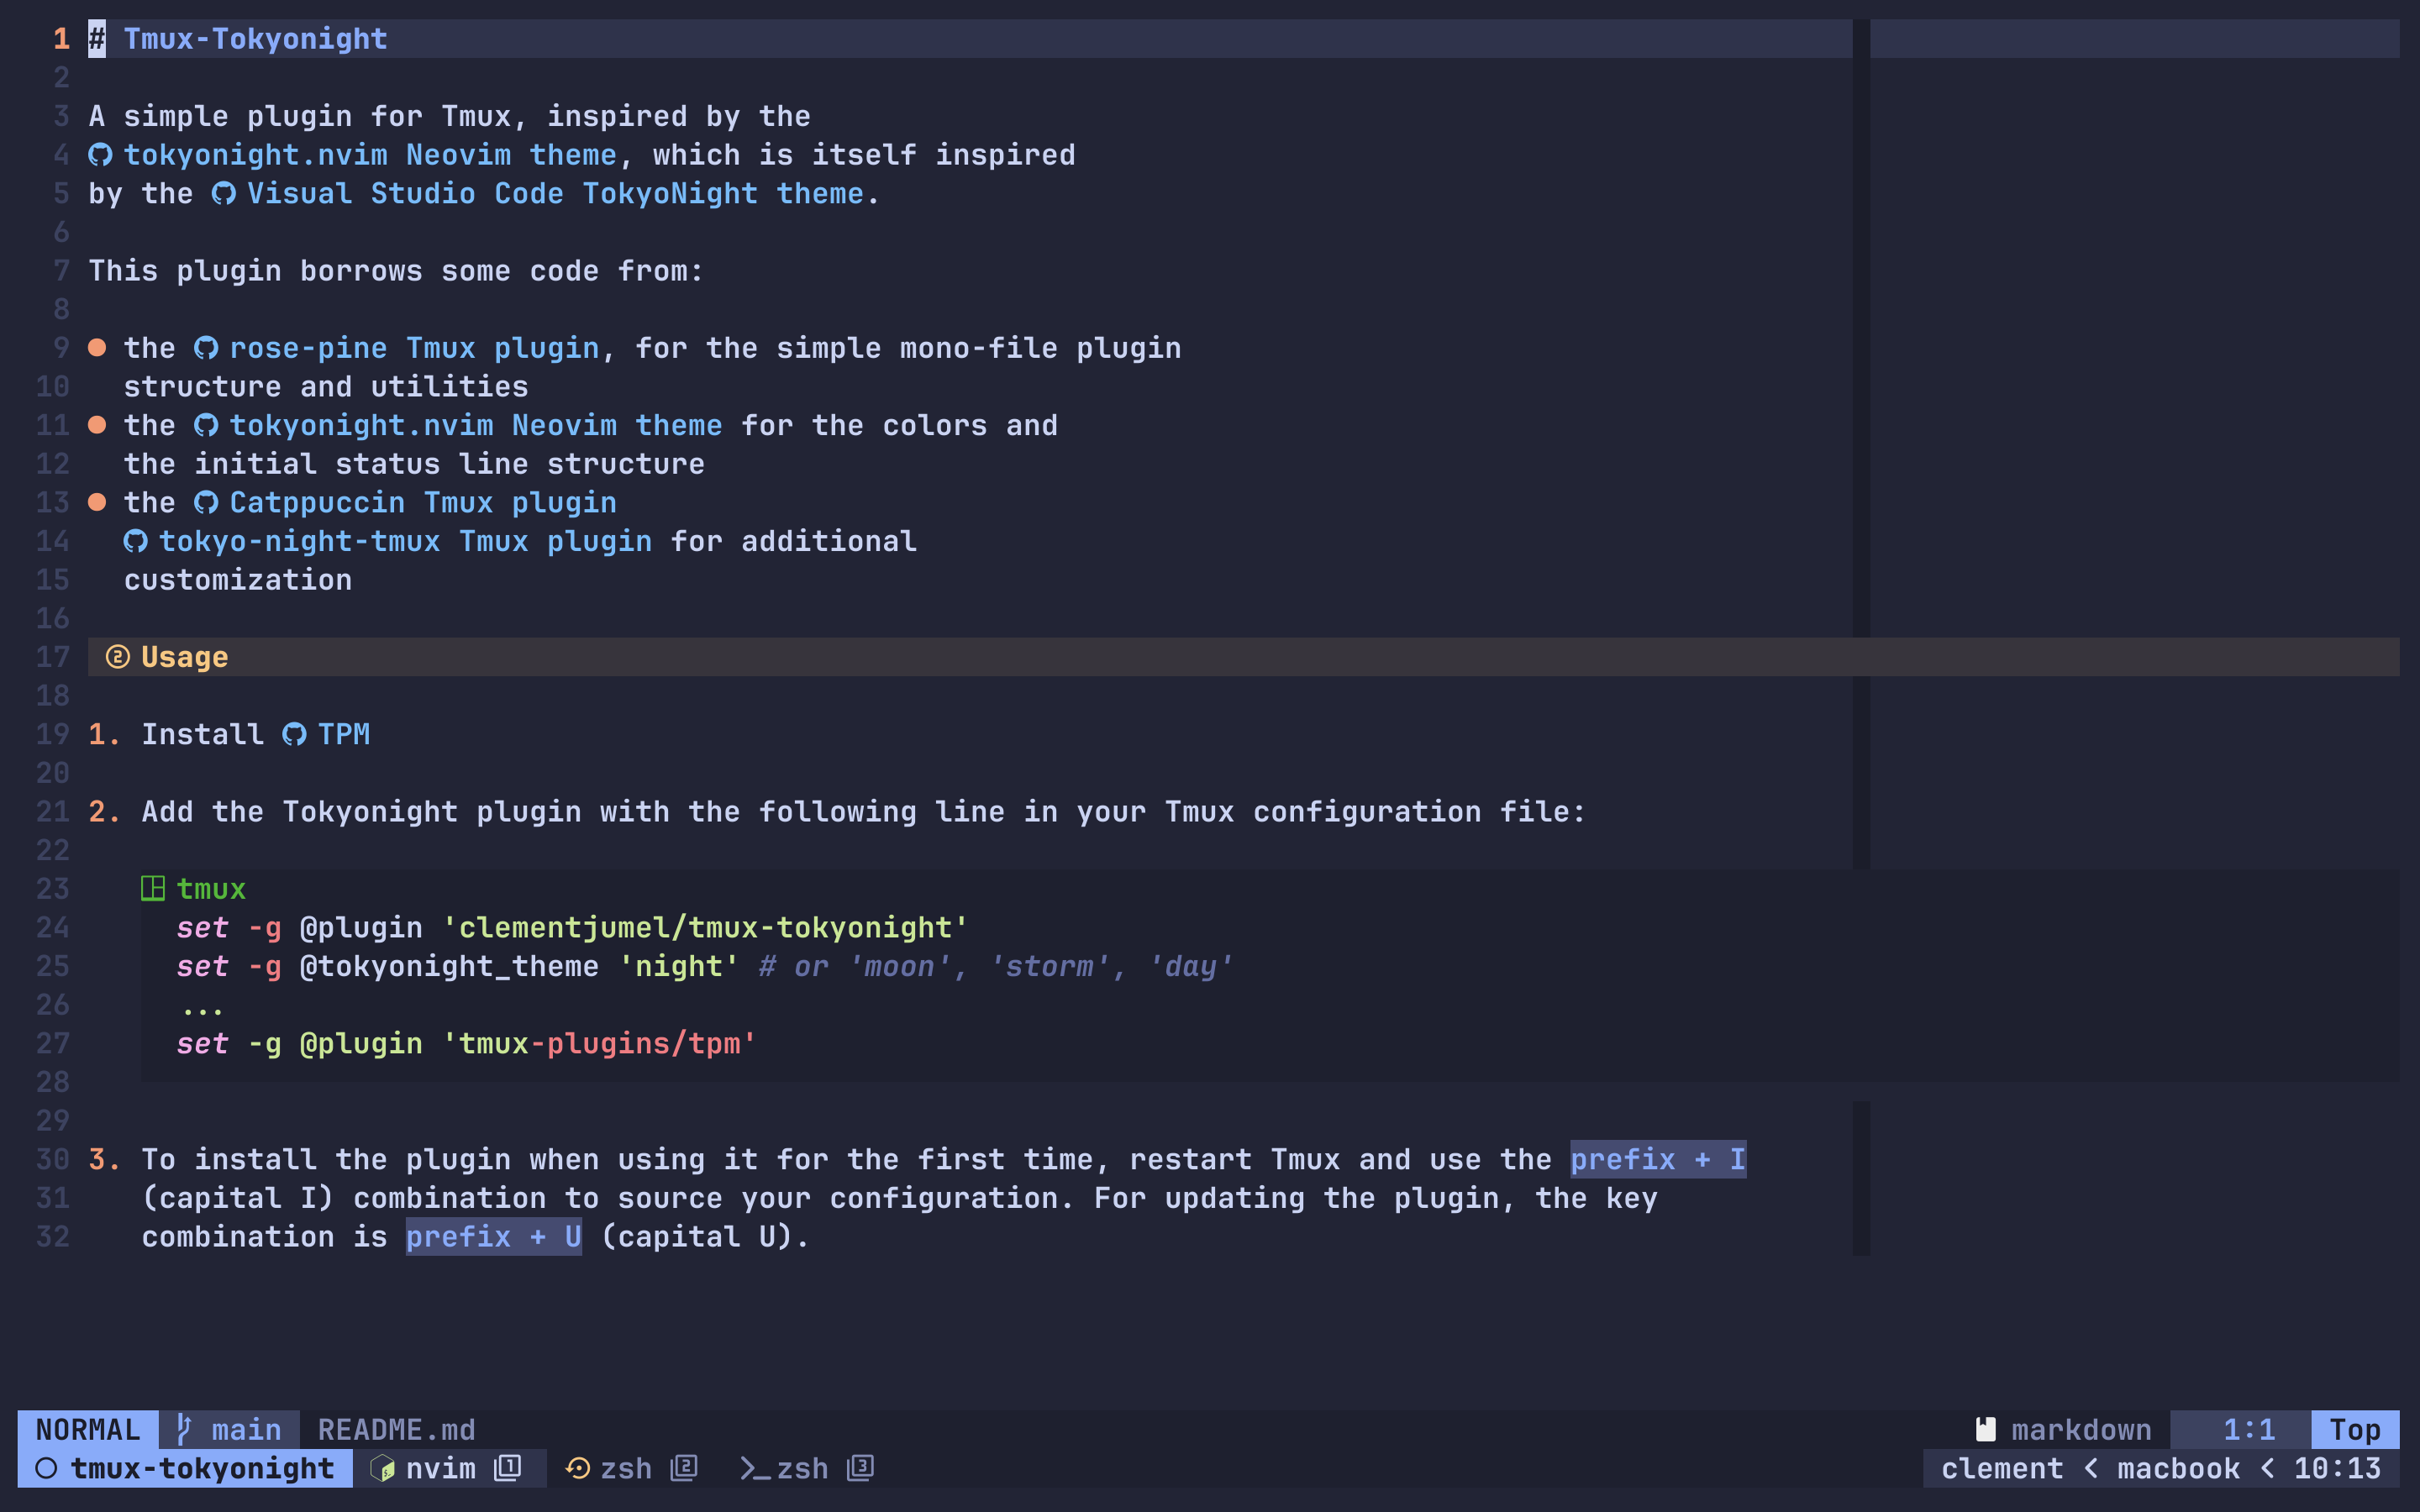 1 # Tmux-Tokyonight
2
3 A simple plugin for Tmux, inspired by the
4 tokyonight.nvim Neovim theme, which is itself inspired
5 by the Visual Studio Code TokyoNight theme.
6
7 This plugin borrows some code from:
8
9 ● the rose-pine Tmux plugin, for the simple mono-file plugin
10 structure and utilities
11 ● the tokyonight.nvim Neovim theme for the colors and
12 the initial status line structure
13 ● the Catppuccin Tmux plugin
14 tokyo-night-tmux Tmux plugin for additional
15 customization
16
17 ② Usage
18
19 1. Install TPM
20
21 2. Add the Tokyonight plugin with the following line in your Tmux configuration file:
22
23 tmux
24 set -g @plugin 'clementjumel/tmux-tokyonight'
25 set -g @tokyonight_theme 'night' # or 'moon', 'storm', 'day'
26 ...
27 set -g @plugin 'tmux-plugins/tpm'
28
29
30 3. To install the plugin when using it for the first time, restart Tmux and use the prefix + I
31 (capital I) combination to source your configuration. For updating the plugin, the key
32 combination is prefix + U (capital U).
NORMAL main README.md markdown 1:1 Top
tmux-tokyonight nvim 1 zsh 2 zsh 3 clement < macbook < 10:13